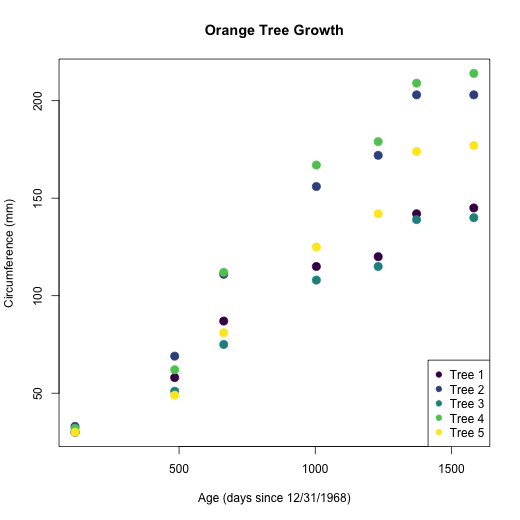 Orange Tree Growth
Circumference (mm)
200
150
100
50
500
1000
1500
Age (days since 12/31/1968)
Tree 1
Tree 2
Tree 3
Tree 4
Tree 5